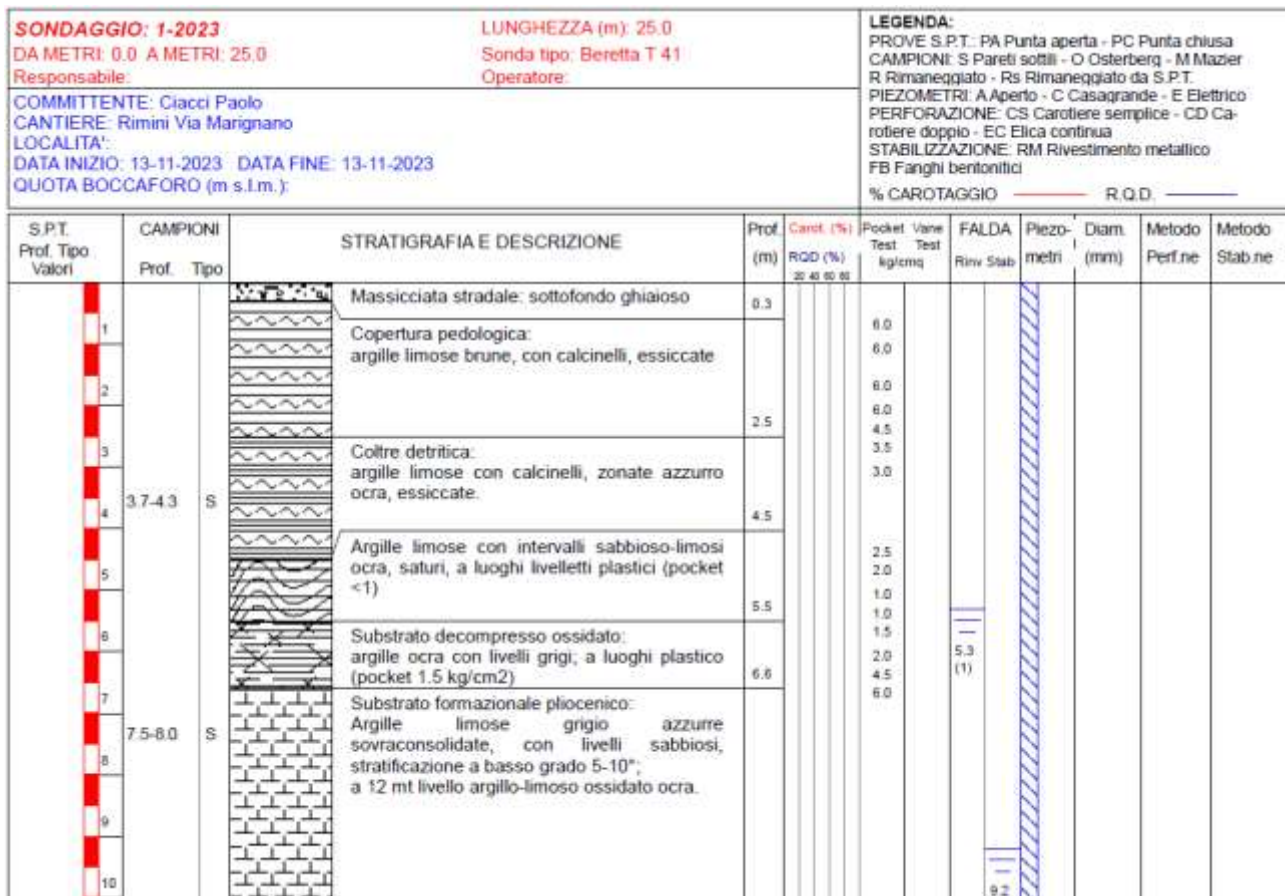 SONDAGGIO: 1-2023
LUNGHEZZA (m): 25.0
DA METRI: 0.0 A METRI: 25.0
Sonda tipo: Beretta T 41
Responsabile:
Operatore:
COMMITTENTE: Ciacci Paolo
CANTIERE: Rimini Via Marignano
LOCALITA':
DATA INIZIO: 13-11-2023 DATA FINE: 13-11-2023
QUOTA BOCCAFORO (m s.l.m.):
LEGENDA:
PROVE S.P.T.: PA Punta aperta - PC Punta chiusa
CAMPIONI: S Pareti sottili - O Osterberg - M Mazier
R Rimaneggiato - Rs Rimaneggiato da S.P.T.
PIEZOMETRI: A Aperto - C Casagrande - E Elettrico
PERFORAZIONE: CS Carotiere semplice - CD Ca-
rotiere doppio - EC Elica continua
STABILIZZAZIONE: RM Rivestimento metallico
FB Fanghi bentonitici
% CAROTAGGIO R.Q.D.
S.P.T.
Prof. Tipo
Valori
CAMPIONI
Prof. Tipo
STRATIGRAFIA E DESCRIZIONE
Prof.
(m)
Carot. (%)
RQD (%)
20 40 60 80
Pocket Vane
Test Test
kg/cmq
FALDA
Rinv Stab
Piezo-
metri
Diam.
(mm)
Metodo
Perf.ne
Metodo
Stab.ne
1
2
3
4
5
6
7
8
9
10
3.7-4.3 S
7.5-8.0 S
Massicciata stradale: sottofondo ghiaioso
0.3
Copertura pedologica:
argille limose brune, con calcinelli, essiccate
2.5
Coltre detritica:
argille limose con calcinelli, zonate azzurro
ocra, essiccate.
4.5
Argille limose con intervalli sabbioso-limosi
ocra, saturi, a luoghi livelletti plastici (pocket
<1)
5.5
Substrato decompresso ossidato:
argille ocra con livelli grigi; a luoghi plastico
(pocket 1.5 kg/cm2)
6.6
Substrato formazionale pliocenico:
Argille limose grigio azzurre
sovraconsolidate, con livelli sabbiosi,
stratificazione a basso grado 5-10°;
a 12 mt livello argillo-limoso ossidato ocra.
6.0
6.0
6.0
6.0
4.5
3.5
3.0
2.5
2.0
1.0
1.0
1.5
2.0
4.5
6.0
5.3
(1)
9.2